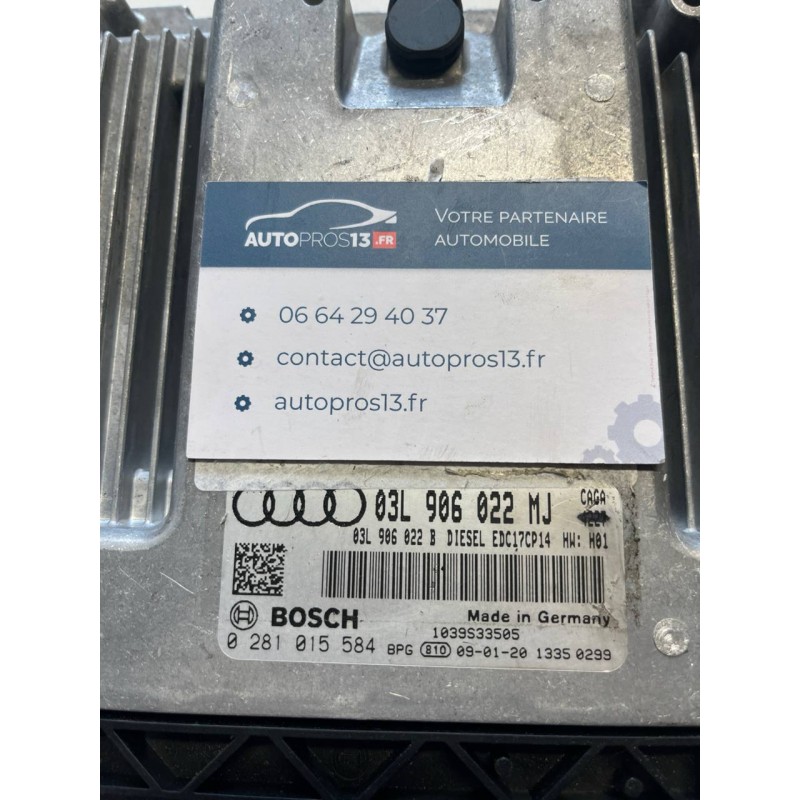 AUTOPROS13.FR
VOTRE PARTENAIRE
AUTOMOBILE
06 64 29 40 37
contact@autopros13.fr
autopros13.fr
03L 906 022 MJ CAGA
03L 906 022 B DIESEL EDC17CP14 HW: H01
BOSCH Made in Germany
1039S33505
0 281 015 584 BPG 810 09-01-20 1335 0299